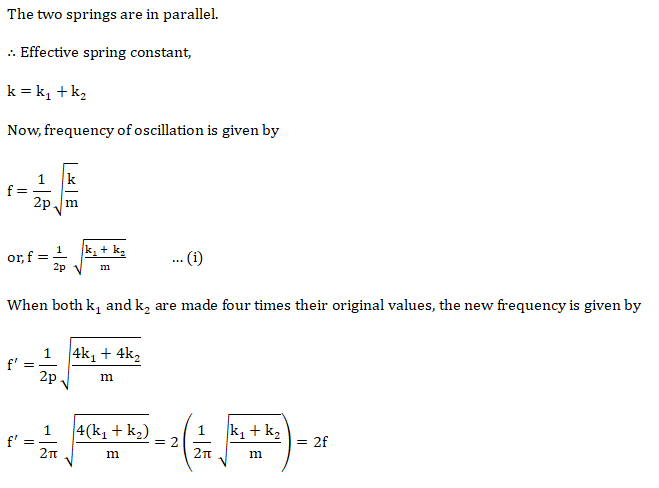 The two springs are in parallel.
∴ Effective spring constant,
k = k₁ + k₂
Now, frequency of oscillation is given by
f = 1/2p √(k/m)
or, f = 1/2p √((k₁ + k₂)/m) ... (i)
When both k₁ and k₂ are made four times their original values, the new frequency is given by
f′ = 1/2p √((4k₁ + 4k₂)/m)
f′ = 1/2π √(4(k₁ + k₂)/m) = 2(1/2π √((k₁ + k₂)/m)) = 2f